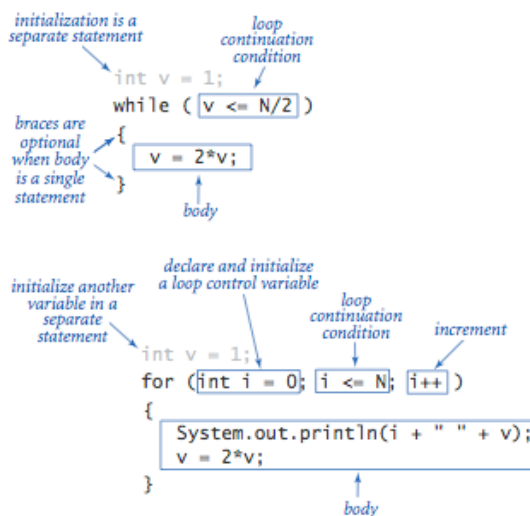 initialization is a
separate statement
loop
continuation
condition
int v = 1;
while ( v <= N/2 )
braces are
optional
when body
is a single
statement
{
v = 2*v;
}
body
declare and initialize
a loop control variable
initialize another
variable in a
separate
statement
loop
continuation
condition
increment
int v = 1;
for (int i = 0; i <= N; i++ )
{
System.out.println(i + " " + v);
v = 2*v;
}
body